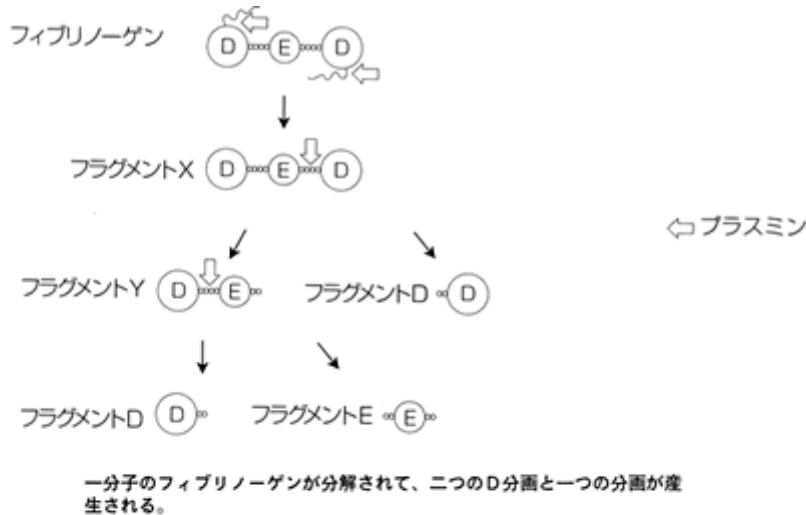 フィブリノーゲン
D E D
フラグメントX
D E D
プラスミン
フラグメントY
D E
フラグメントD
D
フラグメントD
D
フラグメントE
E
一分子のフィブリノーゲンが分解されて、二つのD分画と一つの分画が産
生される。